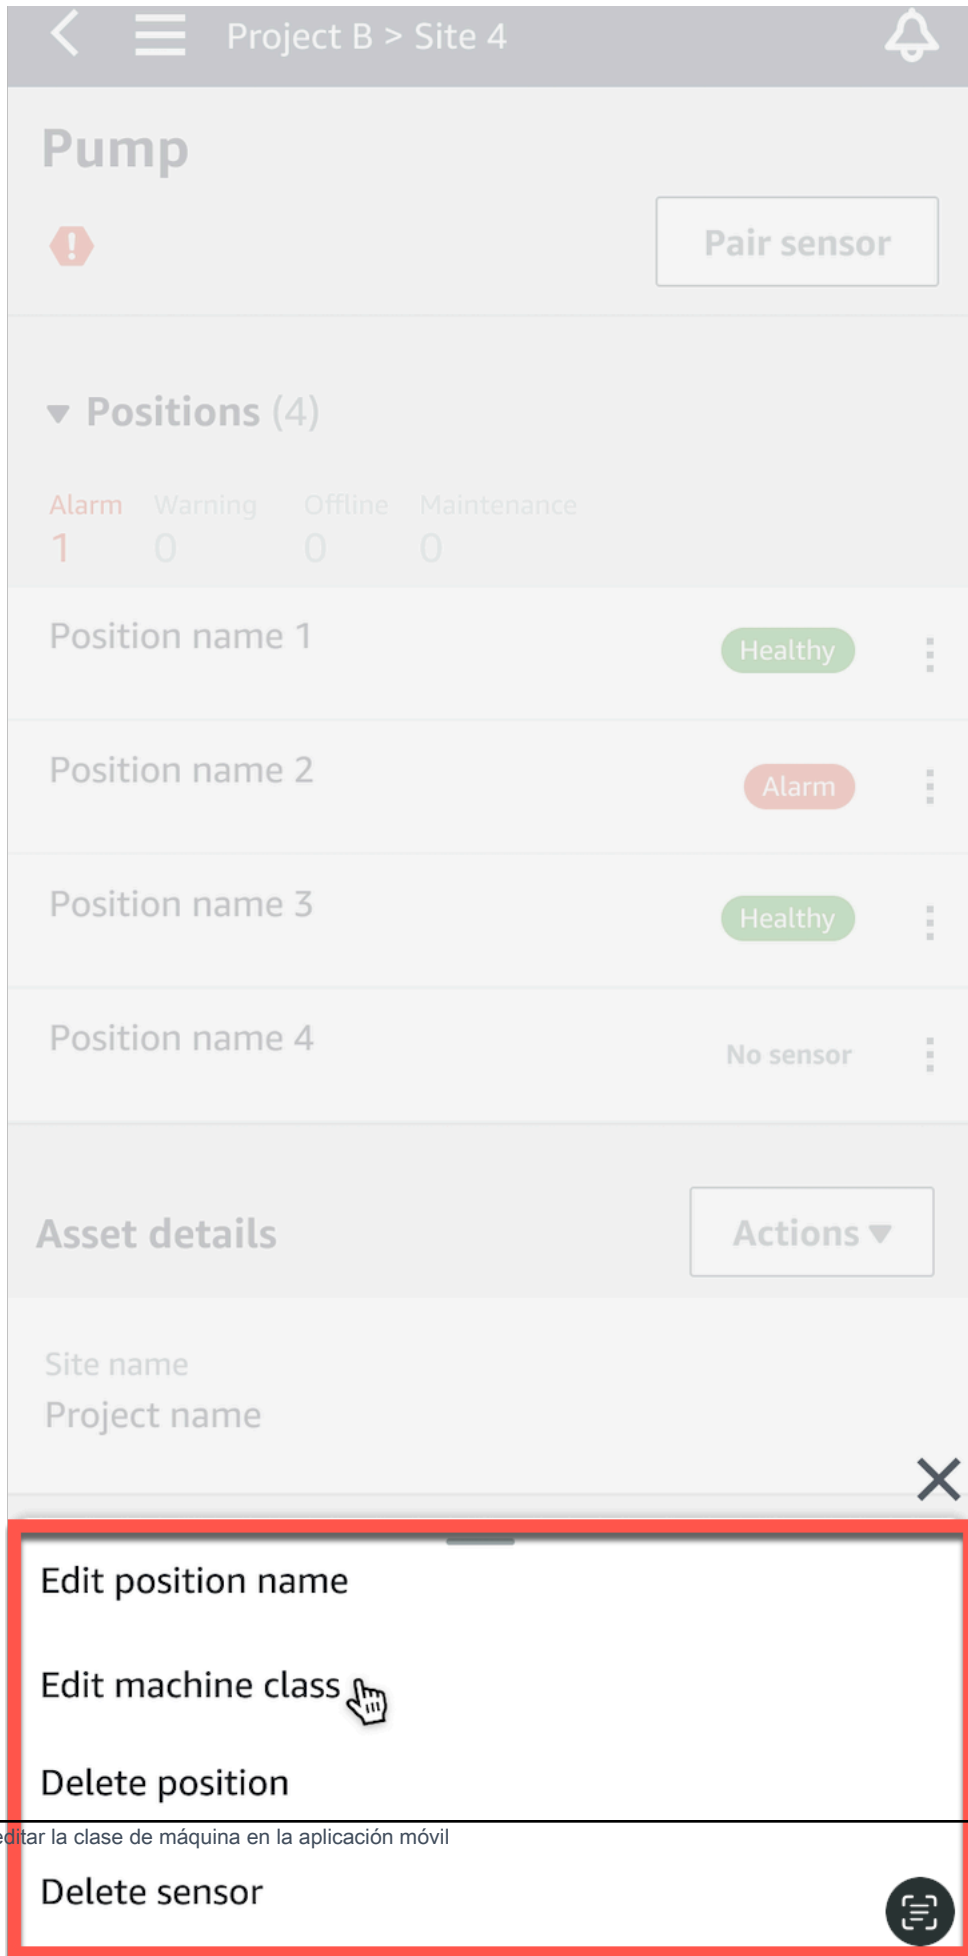 Project B > Site 4
Pump
Pair sensor
Positions (4)
Alarm Warning Offline Maintenance
1 0 0 0
Position name 1 Healthy
Position name 2 Alarm
Position name 3 Healthy
Position name 4 No sensor
Asset details Actions
Site name
Project name
Edit position name
Edit machine class
Delete position
editar la clase de máquina en la aplicación móvil
Delete sensor